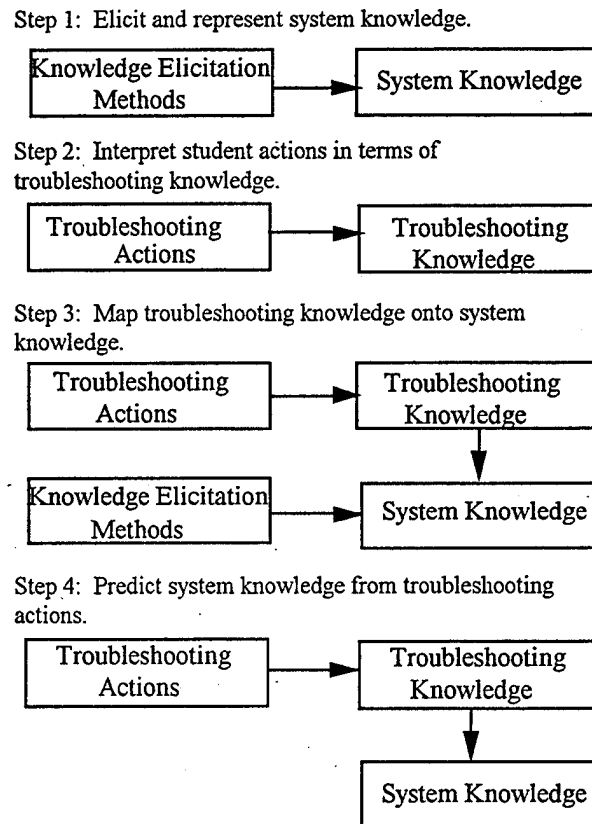 Step 1: Elicit and represent system knowledge.
Knowledge Elicitation
Methods
System Knowledge
Step 2: Interpret student actions in terms of
troubleshooting knowledge.
Troubleshooting
Actions
Troubleshooting
Knowledge
Step 3: Map troubleshooting knowledge onto system
knowledge.
Troubleshooting
Actions
Troubleshooting
Knowledge
Knowledge Elicitation
Methods
System Knowledge
Step 4: Predict system knowledge from troubleshooting
actions.
Troubleshooting
Actions
Troubleshooting
Knowledge
System Knowledge